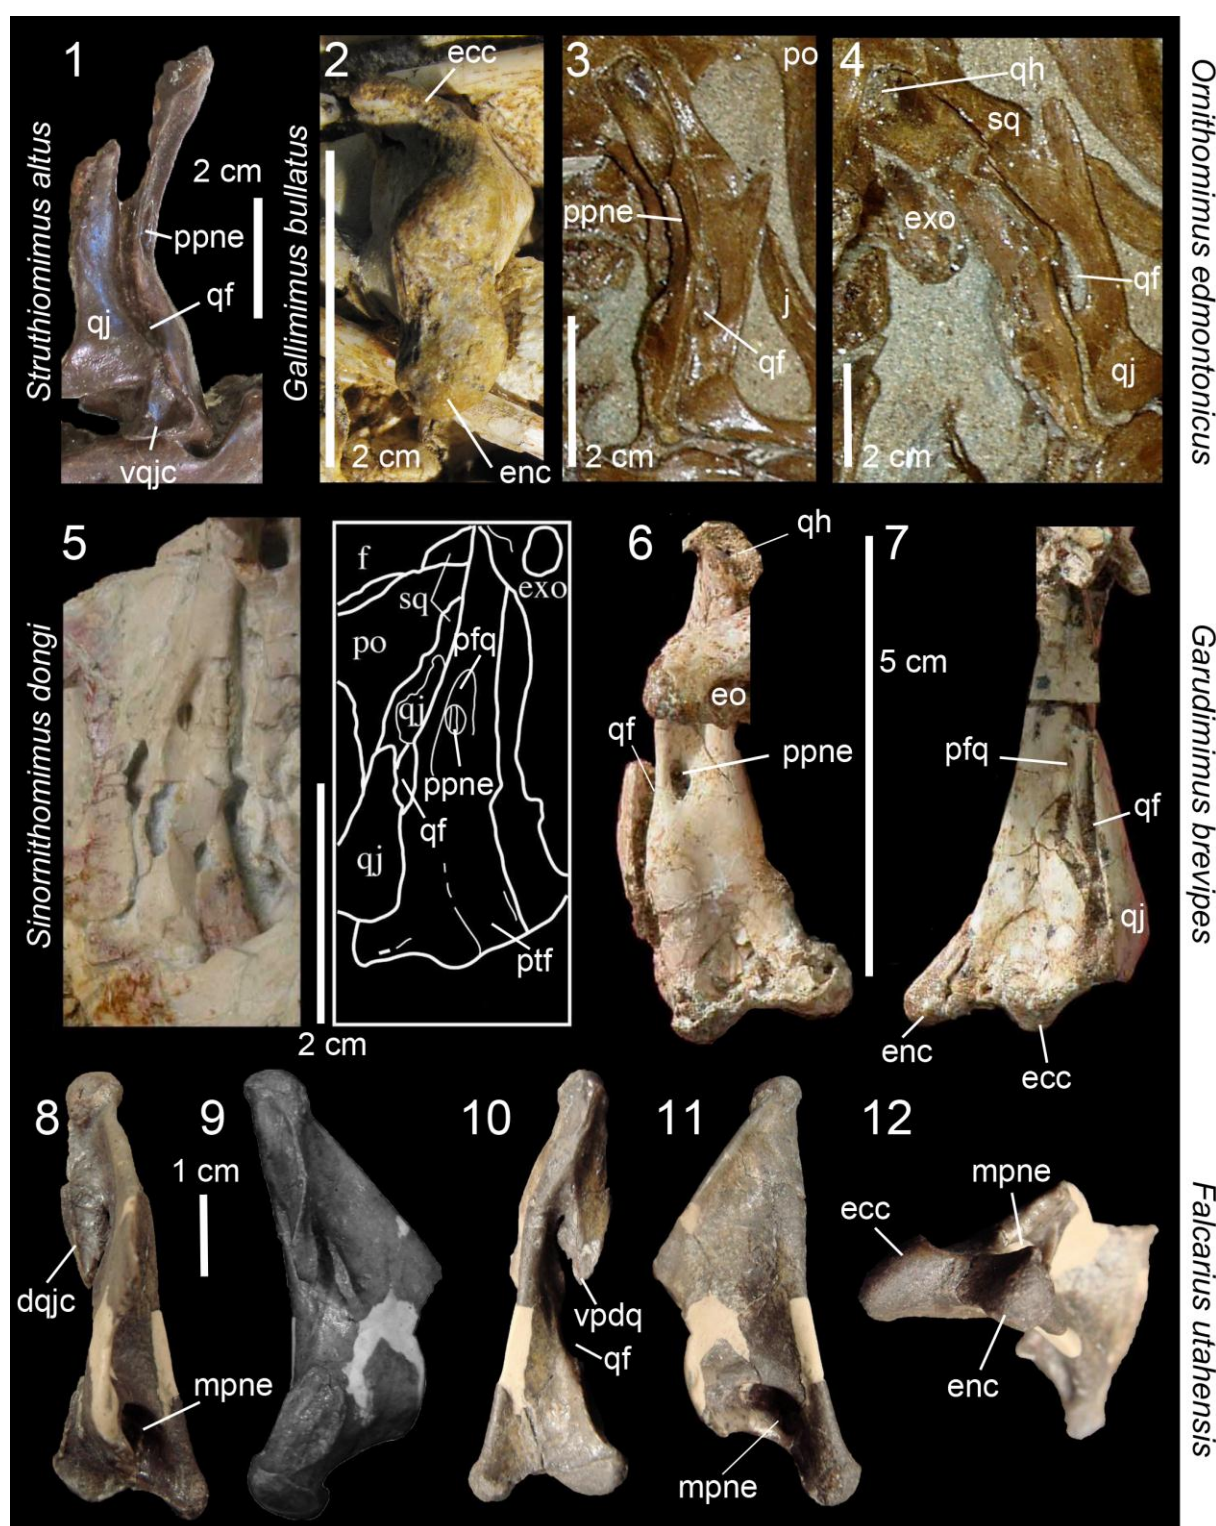 1
Struthiomimus altus
2 cm
ppne
qf
qj
vqjc
2
Gallimimus bullatus
ecc
2 cm
enc
3
po
ppne
j
qf
2 cm
4
qh
sq
exo
qf
qj
2 cm
Ornithomimus edmontonicus
5
Sinornithomimus dongi
f
exo
sq
po
pfq
qj
ppne
qf
qj
ptf
2 cm
6
qh
eo
qf
ppne
5 cm
7
pfq
qf
qj
enc
ecc
Garudimimus brevipes
8
dqjc
mpne
9
1 cm
10
vpdq
qf
11
mpne
12
mpne
ecc
enc
Falcarius utahensis